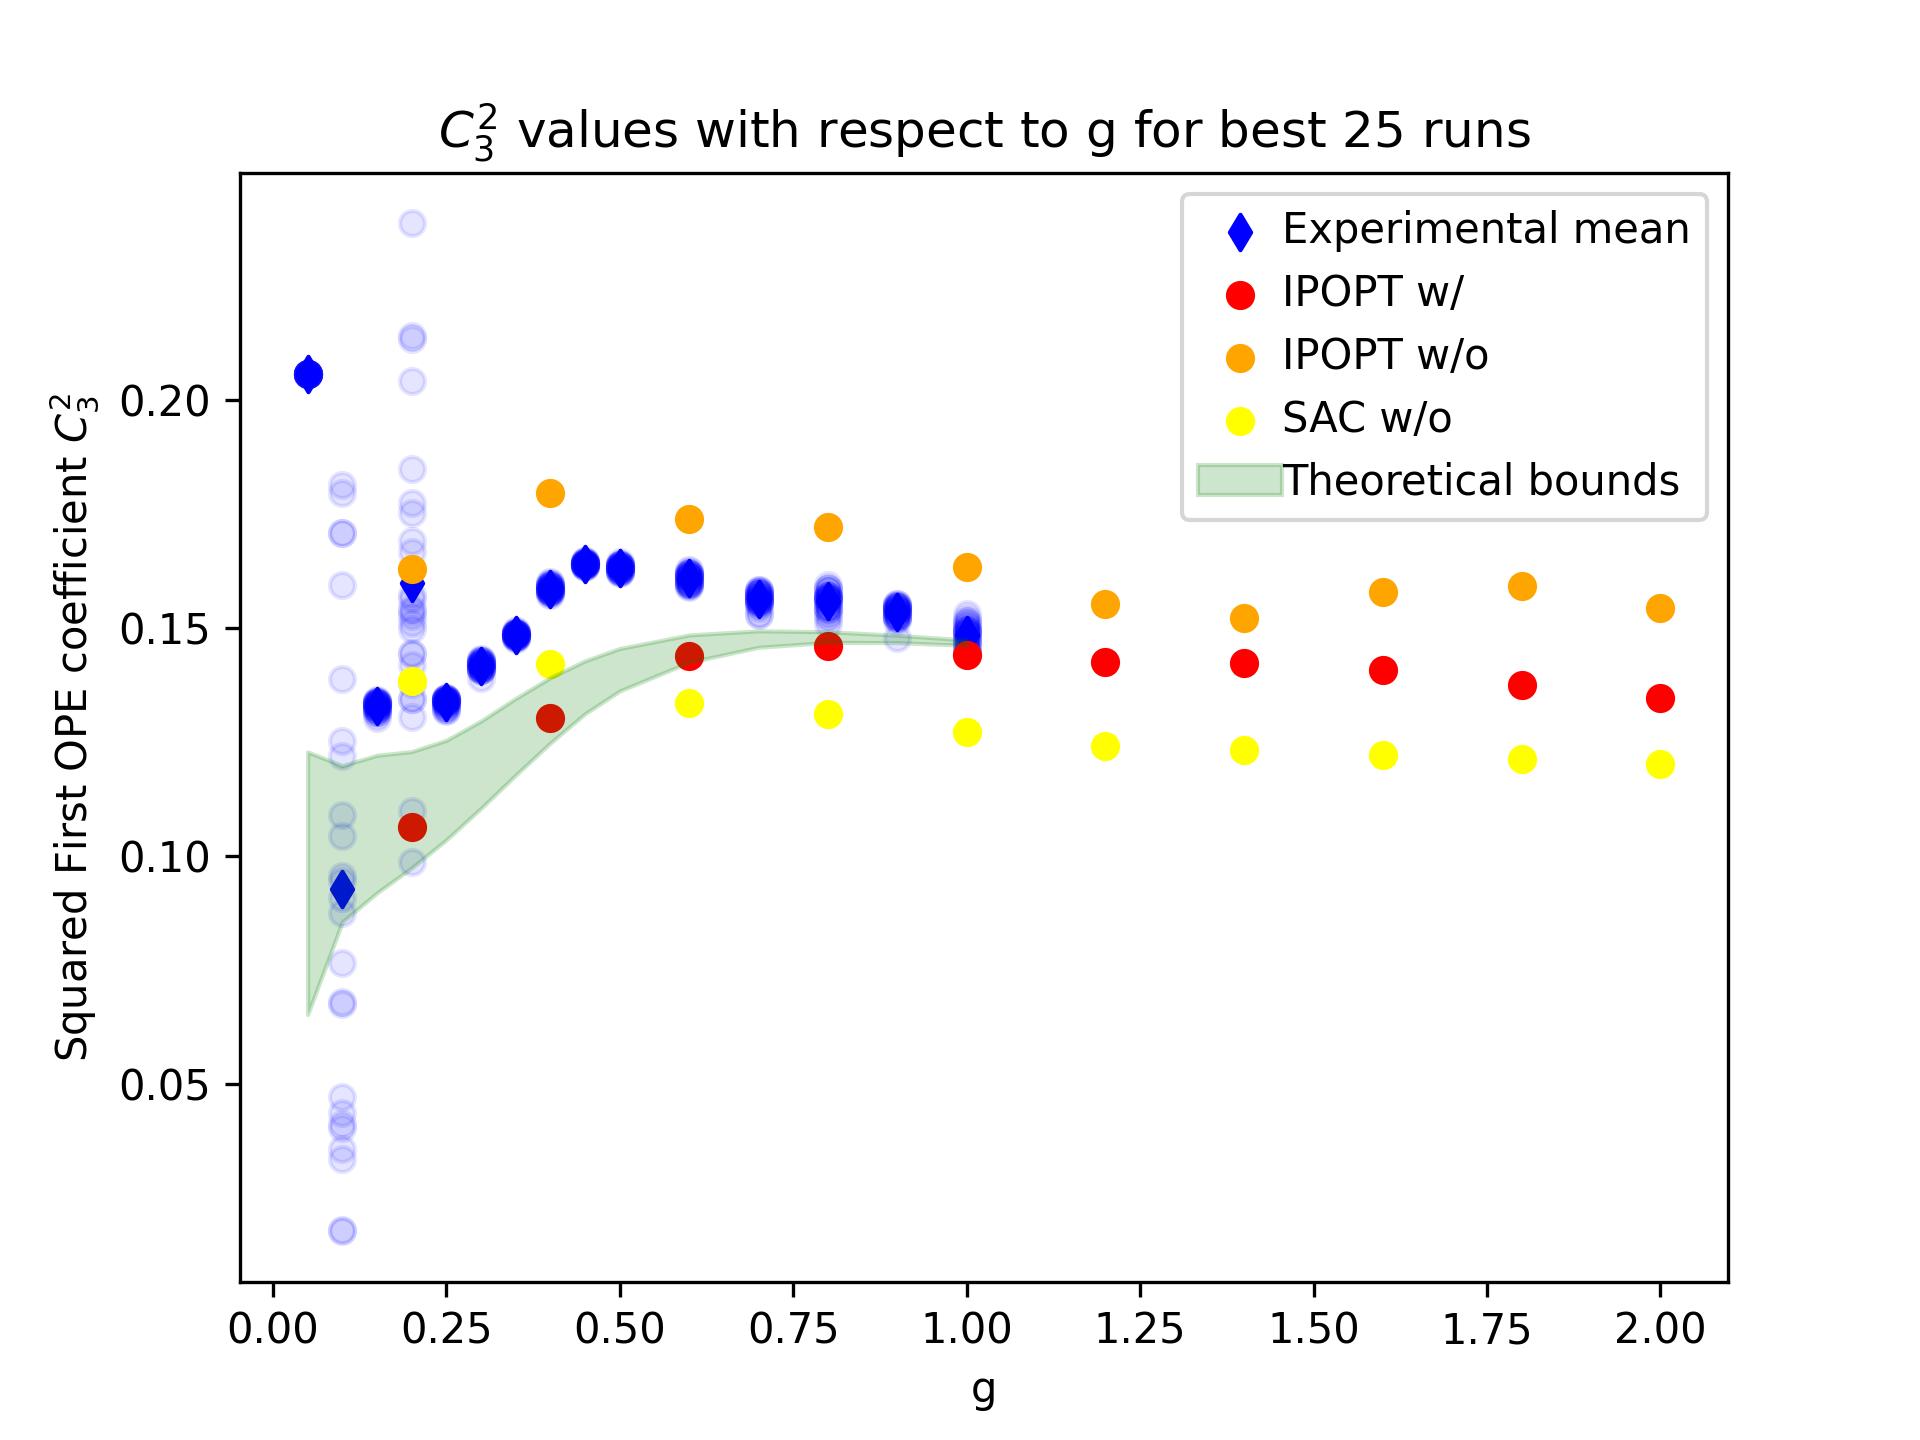 $C_3^2$ values with respect to g for best 25 runs
Experimental mean
IPOPT w/
IPOPT w/o
SAC w/o
Theoretical bounds
Squared First OPE coefficient $C_3^2$
0.20
0.15
0.10
0.05
0.00 0.25 0.50 0.75 1.00 1.25 1.50 1.75 2.00
g